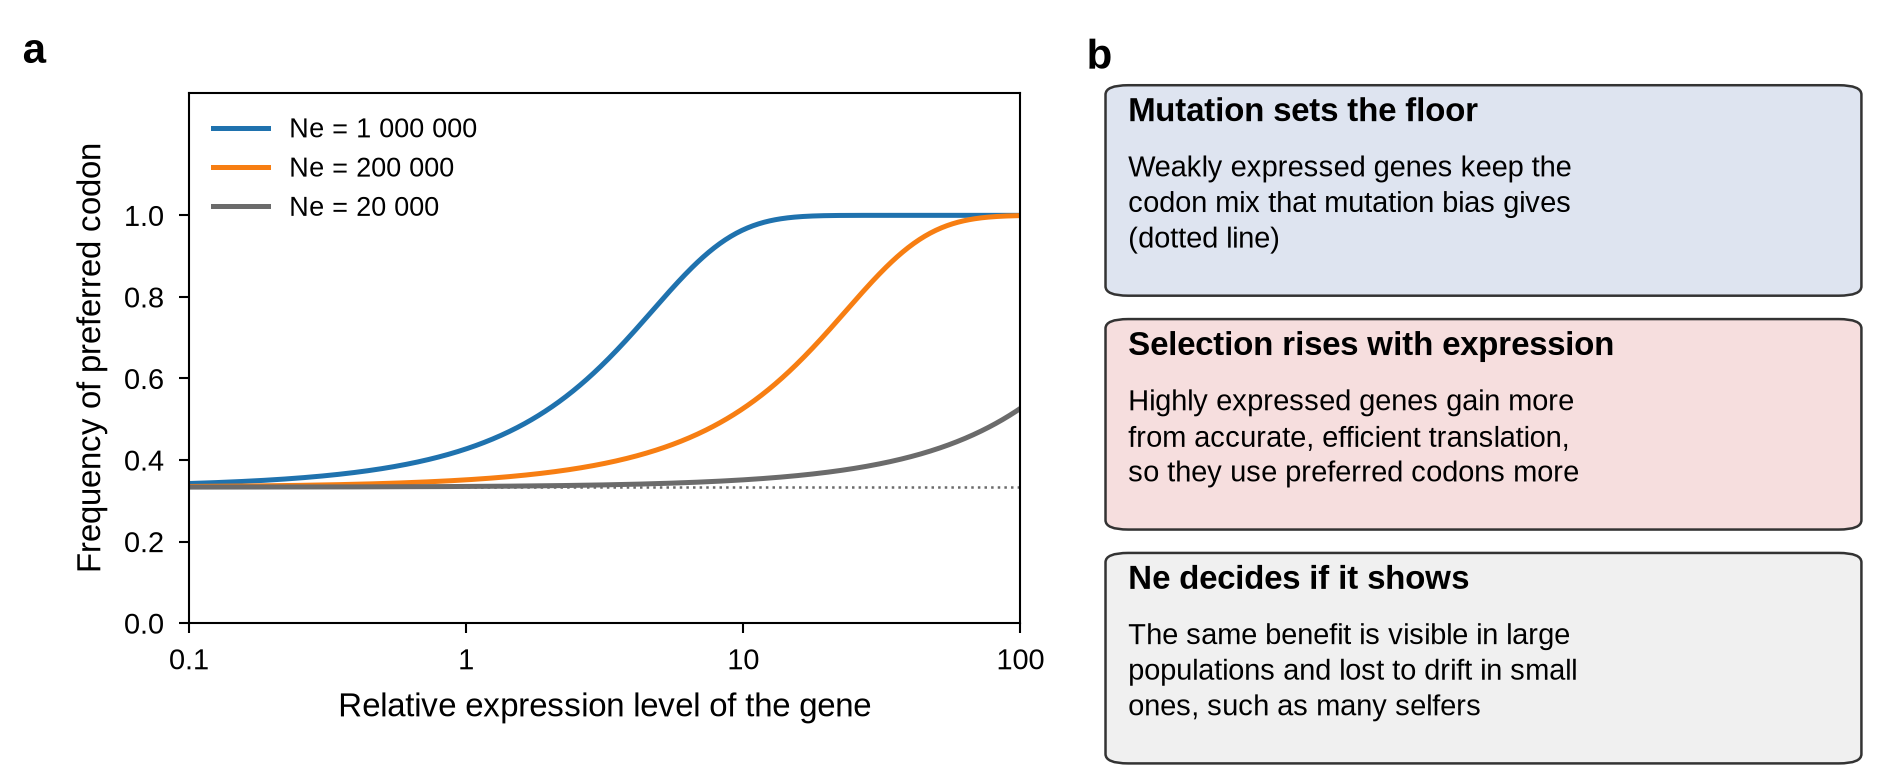 a
Ne = 1 000 000
Ne = 200 000
Ne = 20 000
Frequency of preferred codon
1.0
0.8
0.6
0.4
0.2
0.0
0.1
1
10
100
Relative expression level of the gene
b
Mutation sets the floor
Weakly expressed genes keep the
codon mix that mutation bias gives
(dotted line)
Selection rises with expression
Highly expressed genes gain more
from accurate, efficient translation,
so they use preferred codons more
Ne decides if it shows
The same benefit is visible in large
populations and lost to drift in small
ones, such as many selfers